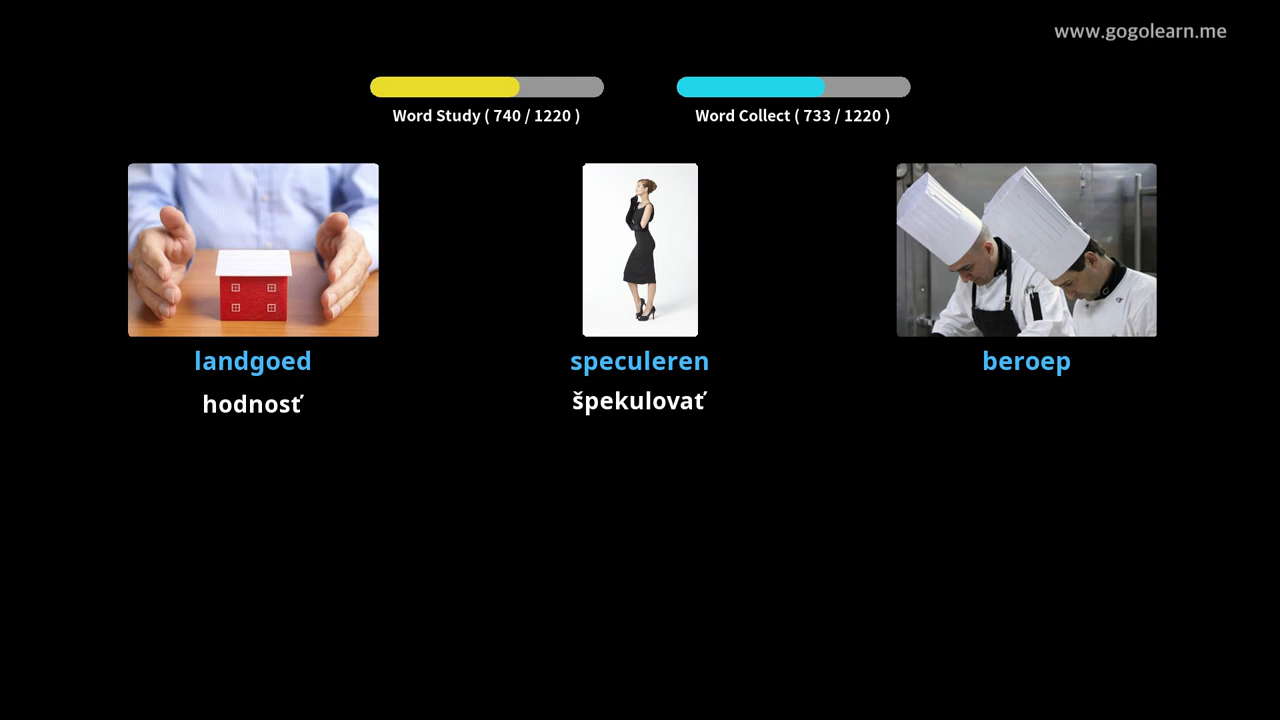 www.gogolearn.me
Word Study ( 740 / 1220 )
Word Collect ( 733 / 1220 )
landgoed
speculeren
beroep
hodnosť
špekulovať